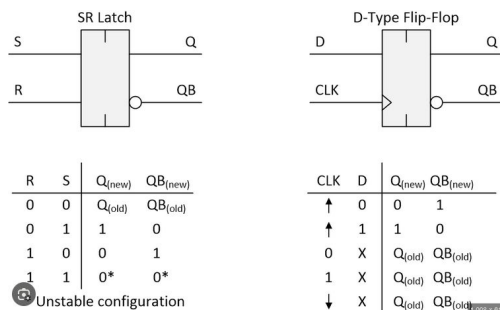 SR Latch
S
Q
R
QB
R S Q(new) QB(new)
0 0 Q(old) QB(old)
0 1 1 0
1 0 0 1
1 1 0* 0*
Unstable configuration
D-Type Flip-Flop
D
Q
CLK
QB
CLK D Q(new) QB(new)
↑ 0 0 1
↑ 1 1 0
0 X Q(old) QB(old)
1 X Q(old) QB(old)
↓ X Q(old) QB(old)